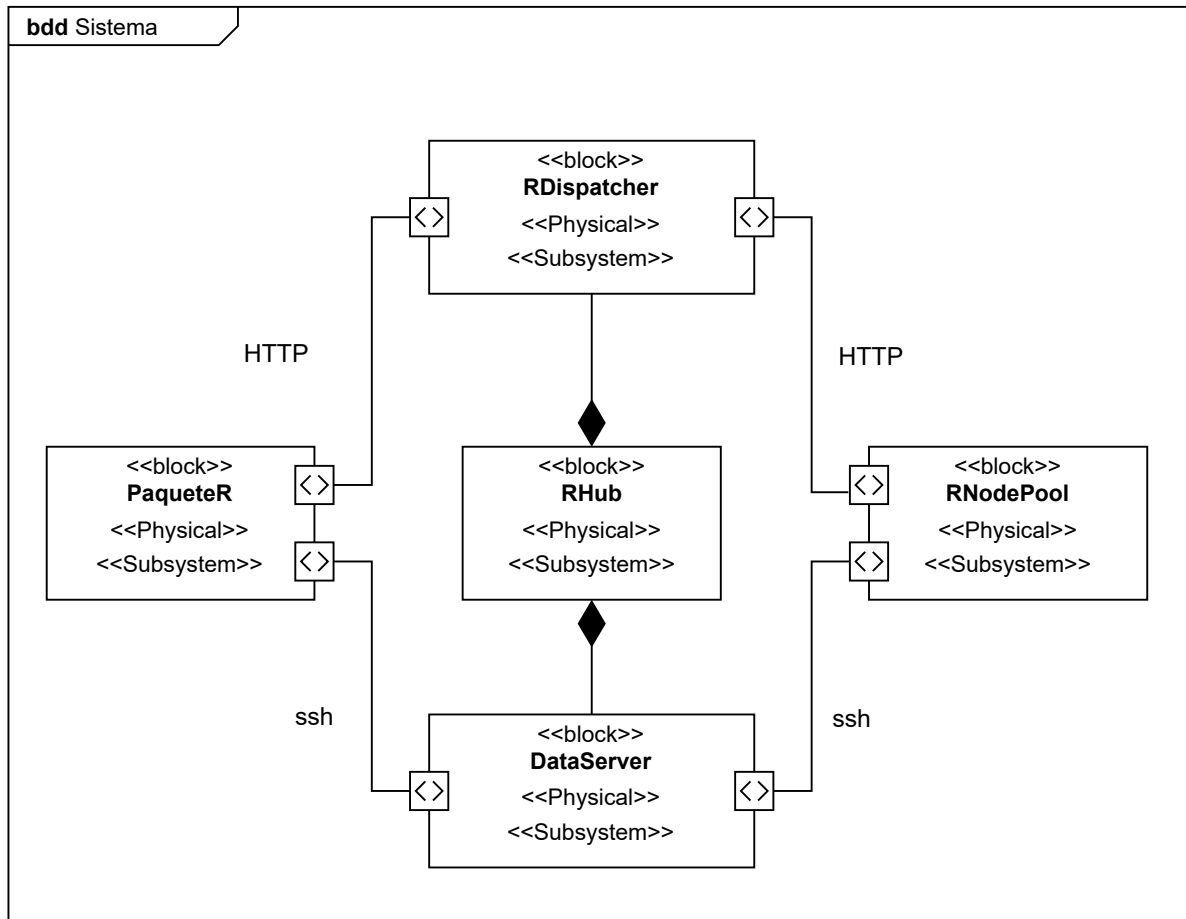 bdd Sistema
<<block>>
RDispatcher
<<Physical>>
<<Subsystem>>
HTTP
HTTP
<<block>>
PaqueteR
<<Physical>>
<<Subsystem>>
<<block>>
RHub
<<Physical>>
<<Subsystem>>
<<block>>
RNodePool
<<Physical>>
<<Subsystem>>
ssh
ssh
<<block>>
DataServer
<<Physical>>
<<Subsystem>>